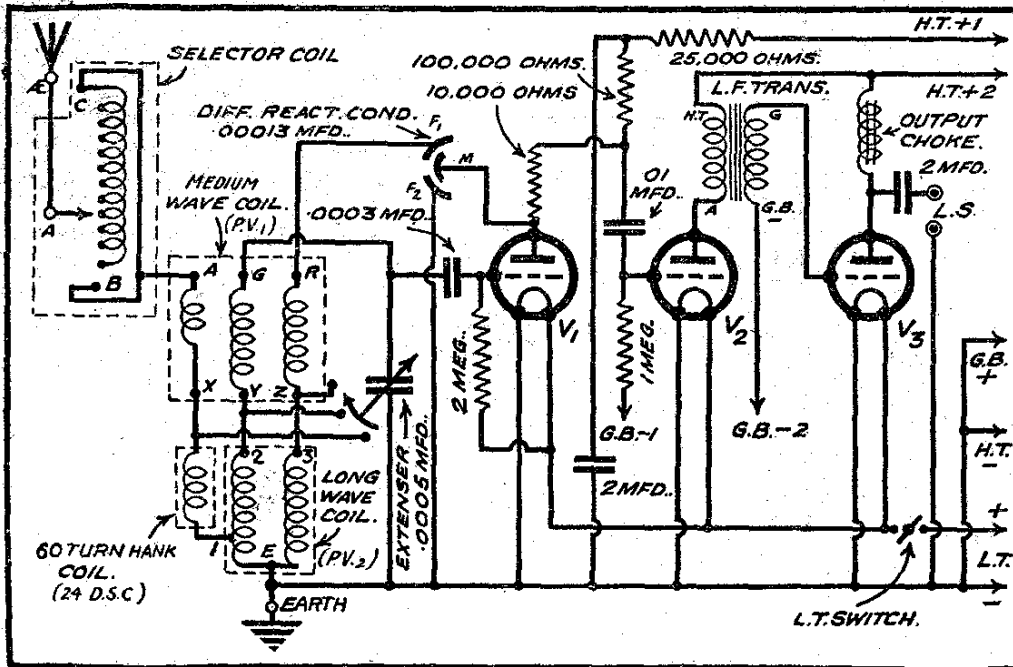 H.T.+1
SELECTOR COIL
Æ
C
100,000 OHMS.
25,000 OHMS.
10,000 OHMS
L.F. TRANS.
H.T.+2
DIFF. REACT. COND.
.00013 MFD..
F1
M
F2
H.T
G
OUTPUT
CHOKE.
2 MFD.
MEDIUM
WAVE COIL.
(P.V.1)
.0003 MFD..
.01
MFD..
A
G.B.
-
L.S.
A
B
A
G
R
V1
V2
V3
2 MEG..
1 MEG.
G.B.
+
X
Y
Z
G.B.-1
G.B.-2
H.T.
-
EXTENSER
.0005 MFD..
2
3
LONG
WAVE
COIL.
(P.V.2)
2 MFD..
+
L.T.
-
60 TURN HANK
COIL.
(24 D.S.C)
1
E
EARTH
L.T. SWITCH.